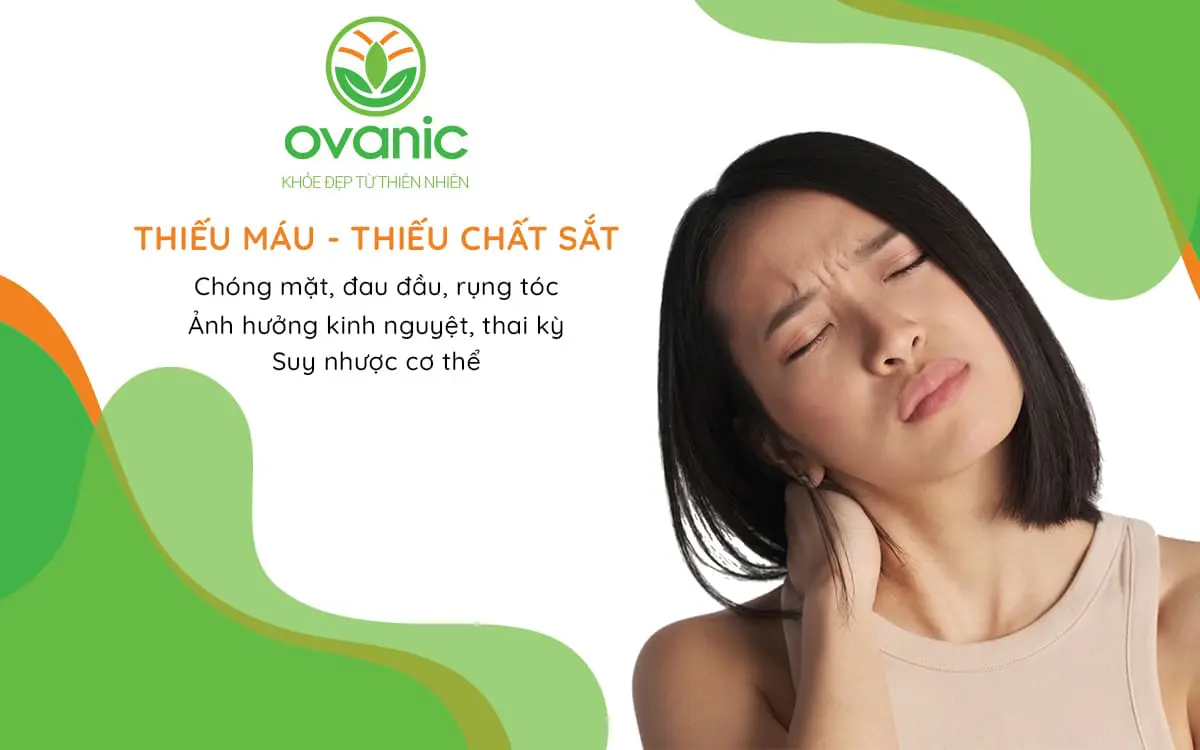 ovanic
KHỎE ĐẸP TỪ THIÊN NHIÊN
THIẾU MÁU - THIẾU CHẤT SẮT
Chóng mặt, đau đầu, rụng tóc
Ảnh hưởng kinh nguyệt, thai kỳ
Suy nhược cơ thể